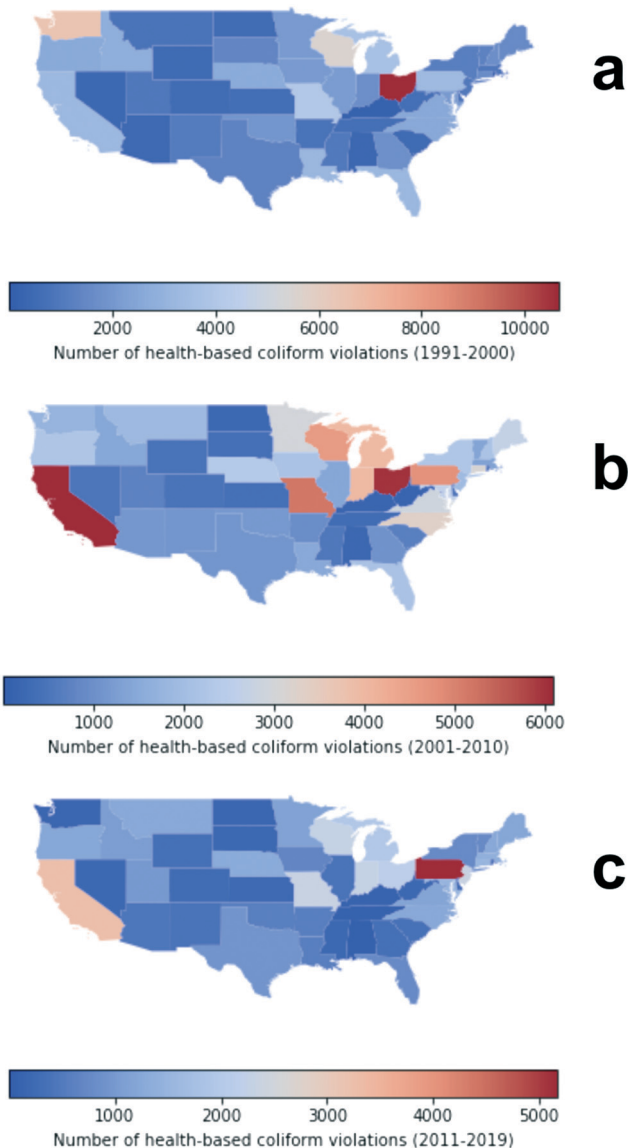 a
2000 4000 6000 8000 10000
Number of health-based coliform violations (1991-2000)
b
1000 2000 3000 4000 5000 6000
Number of health-based coliform violations (2001-2010)
c
1000 2000 3000 4000 5000
Number of health-based coliform violations (2011-2019)